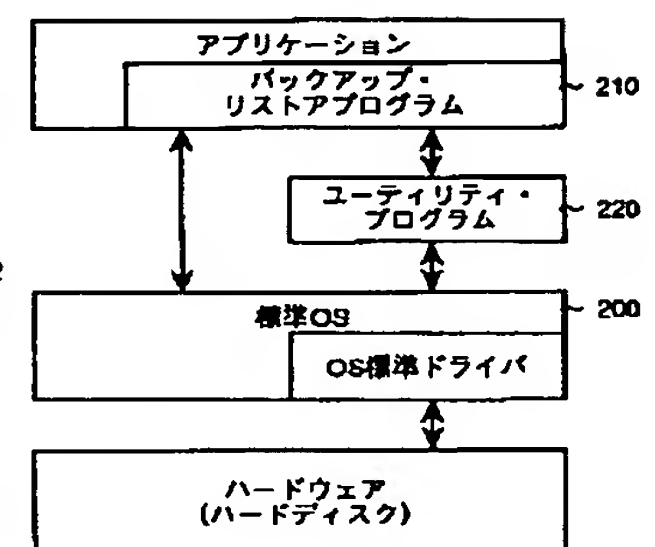 アプリケーション
バックアップ・
リストアプログラム
210
ユーティリティ・
プログラム
220
標準OS
200
OS標準ドライバ
ハードウェア
(ハードディスク)